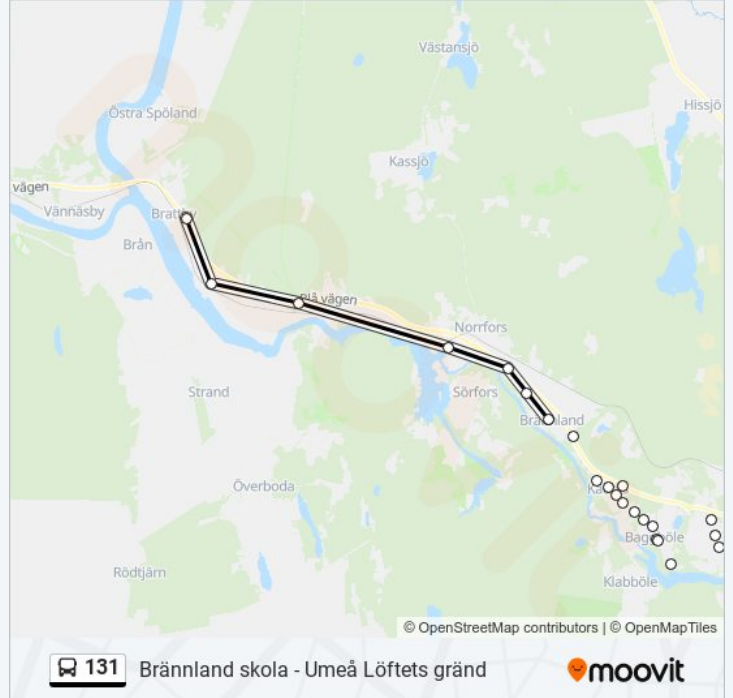 Västansjö
Hissjö
Östra Spöland
Kassjö
vägen
Vännäsby
Brattby
Brån
Blå vägen
Norrfors
Strand
Sörfors
Brännland
Överboda
Bagaböle
Rödtjärn
Klabböle
© OpenStreetMap contributors | © OpenMapTiles
131 Brännland skola - Umeå Löftets gränd
moovit